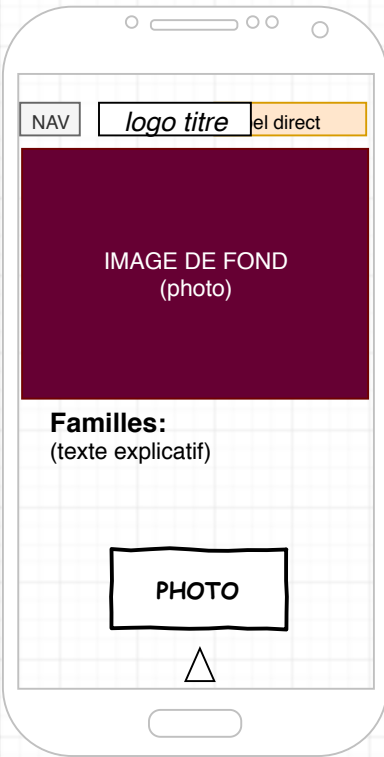 NAV
logo titre
el direct
IMAGE DE FOND
(photo)
Familles:
(texte explicatif)
PHOTO